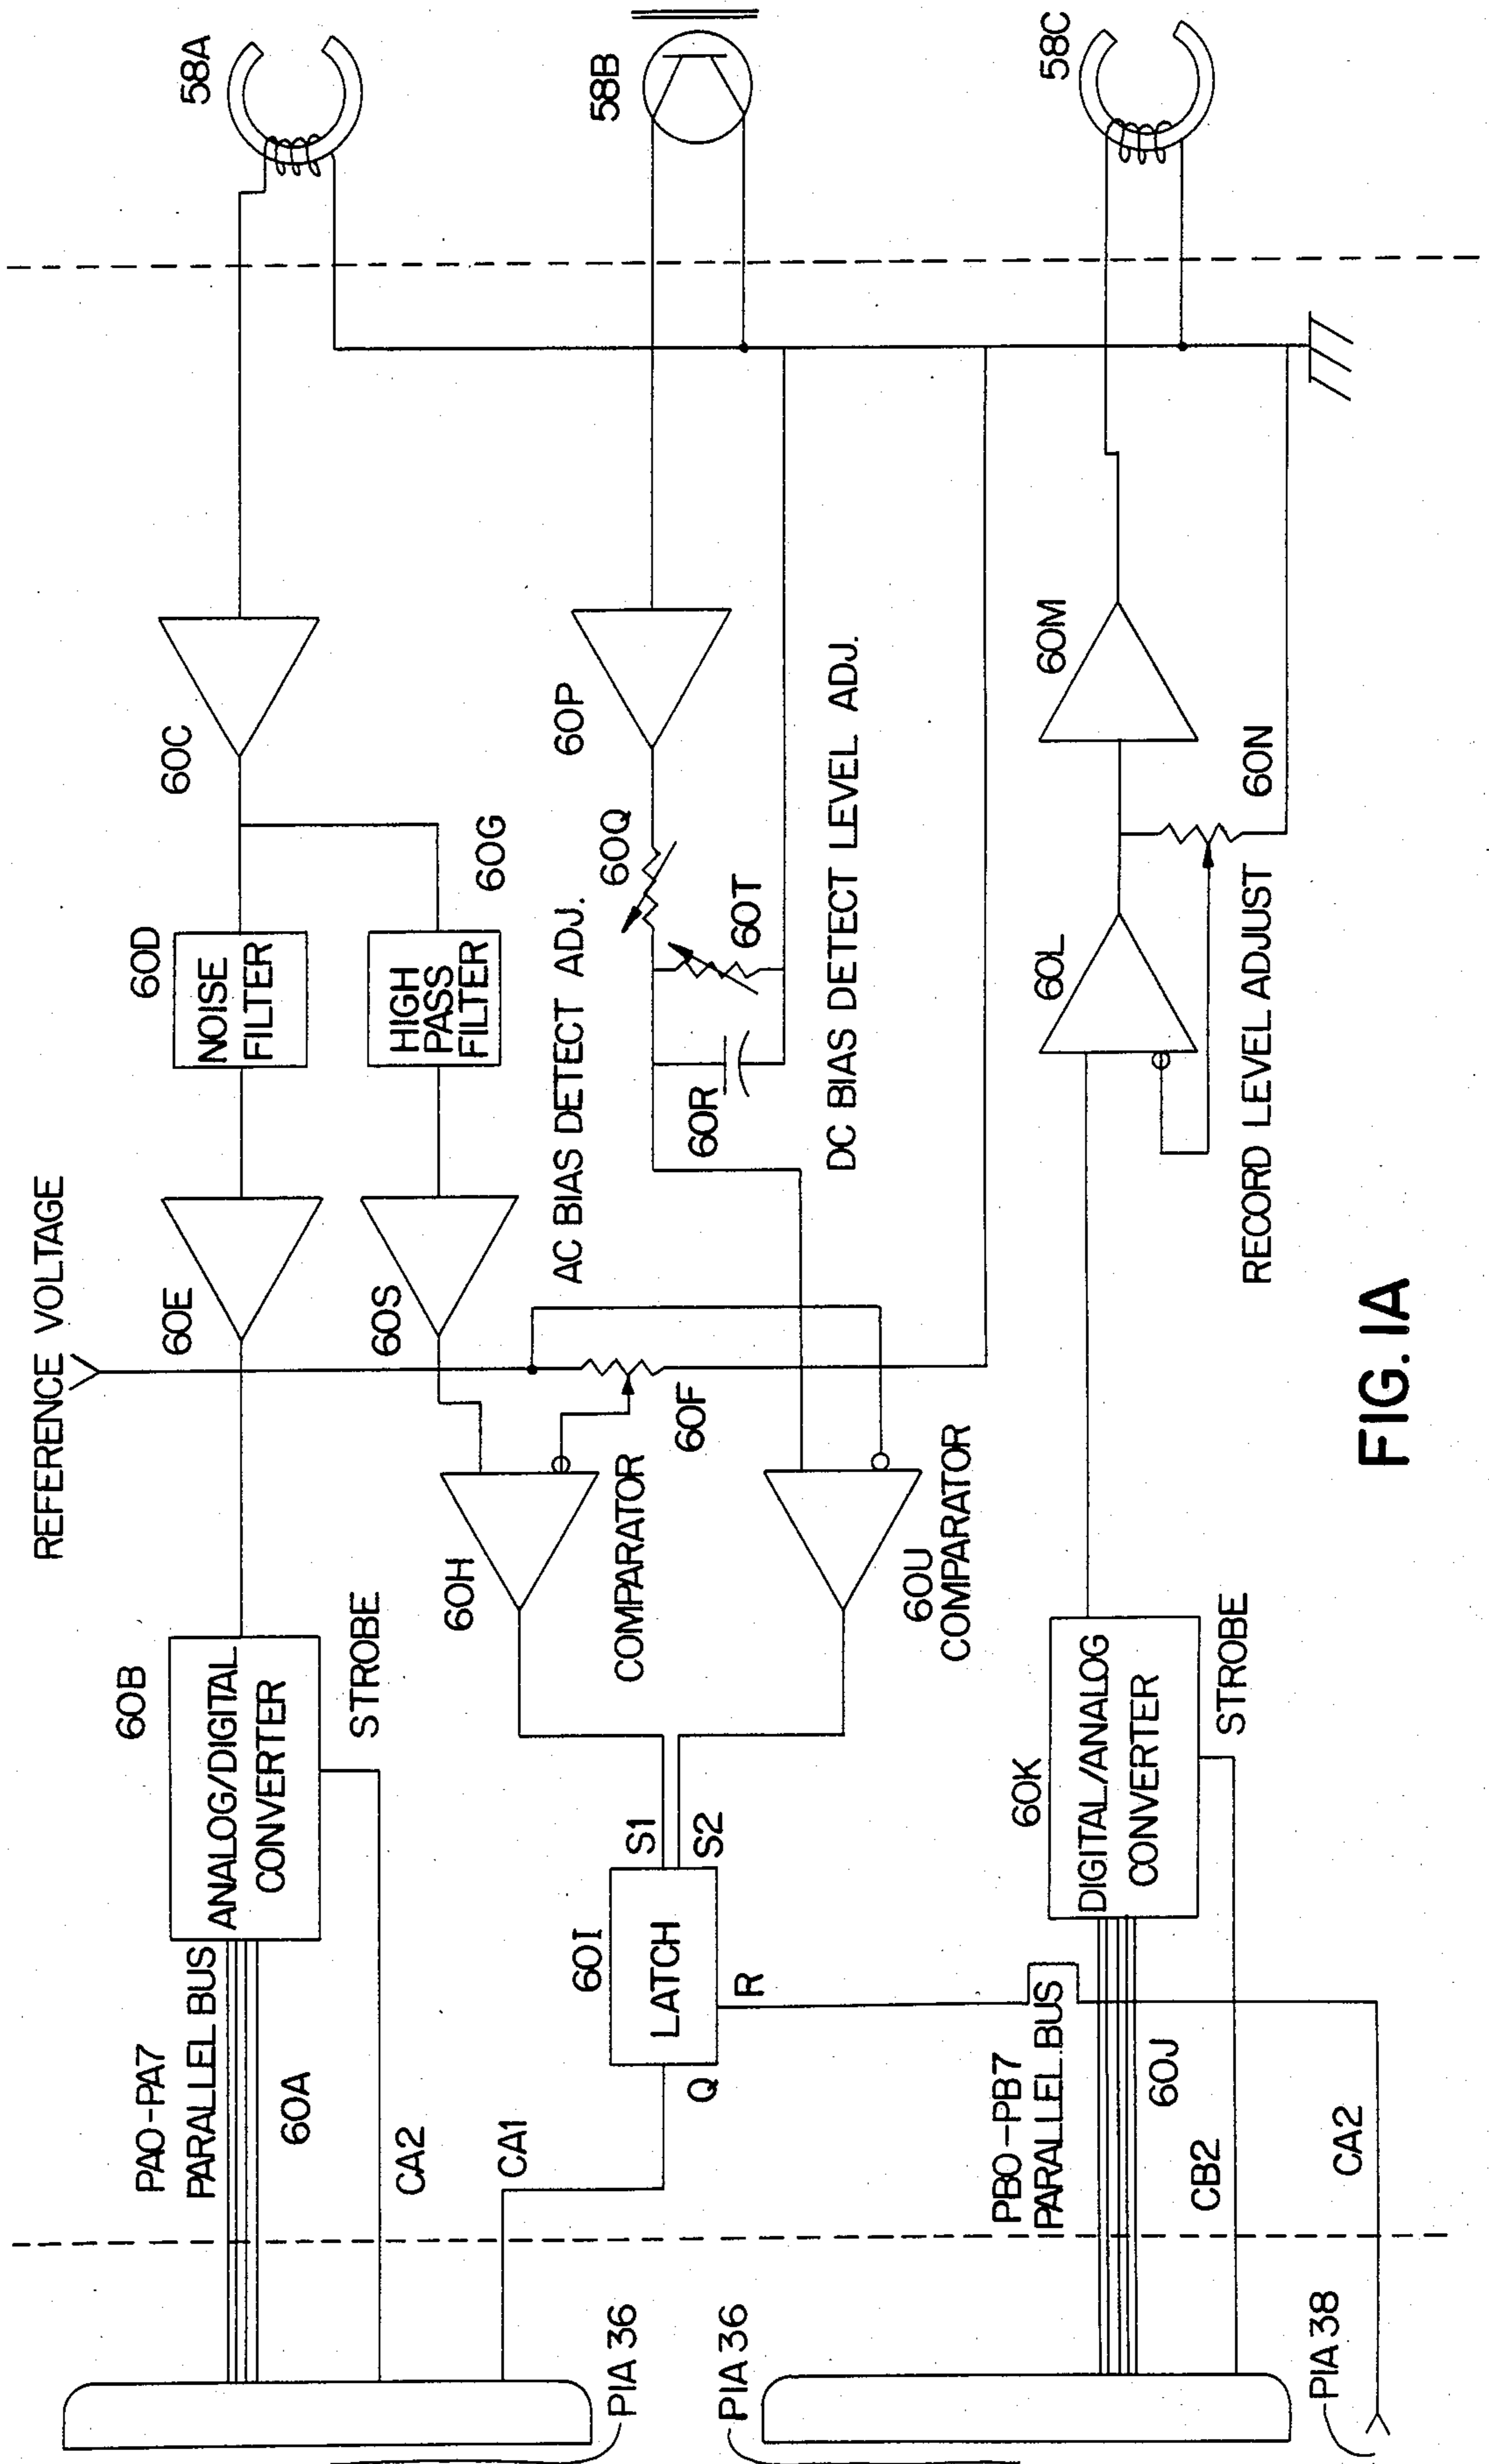 REFERENCE VOLTAGE
58A
58B
58C
60C
60D
NOISE
FILTER
60G
HIGH
PASS
FILTER
60E
60S
60P
60Q
60T
60R
AC BIAS DETECT ADJ.
DC BIAS DETECT LEVEL ADJ.
60M
60N
60L
RECORD LEVEL ADJUST
60F
60H
COMPARATOR
60U
COMPARATOR
60B
ANALOG/DIGITAL
CONVERTER
STROBE
PA0-PA7
PARALLEL BUS
60A
CA2
CA1
60I
LATCH
S1
S2
R
Q
60K
DIGITAL/ANALOG
CONVERTER
STROBE
PB0-PB7
PARALLEL BUS
60J
CB2
CA2
PIA 36
PIA 36
PIA 38
FIG. 1A